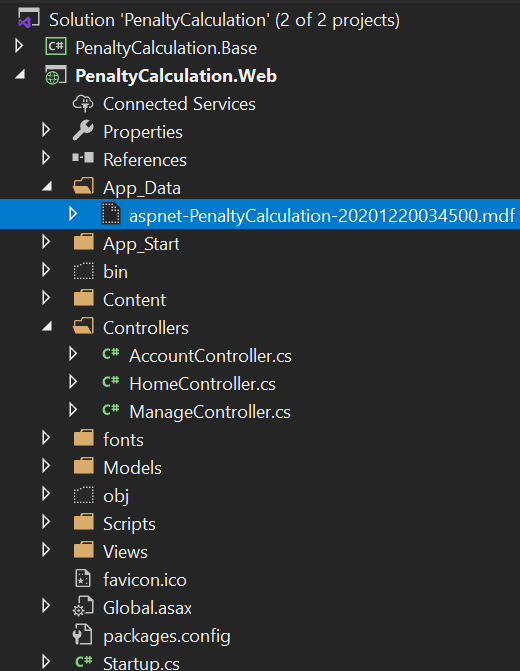 Solution 'PenaltyCalculation' (2 of 2 projects)
C# PenaltyCalculation.Base
PenaltyCalculation.Web
Connected Services
Properties
References
App_Data
aspnet-PenaltyCalculation-20201220034500.mdf
App_Start
bin
Content
Controllers
C# AccountController.cs
C# HomeController.cs
C# ManageController.cs
fonts
Models
obj
Scripts
Views
favicon.ico
Global.asax
packages.config
C# Startup.cs